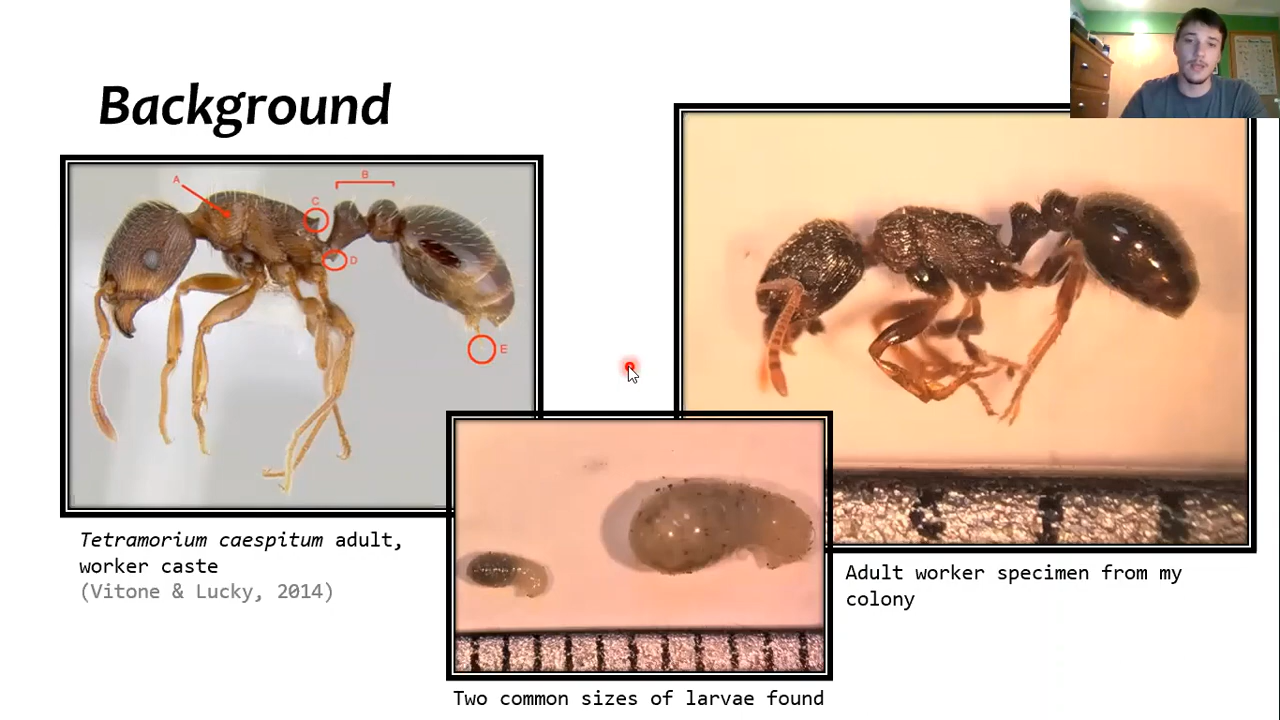 Background
A
B
C
D
E
Tetramorium caespitum adult,
worker caste
(Vitone & Lucky, 2014)
Adult worker specimen from my
colony
Two common sizes of larvae found